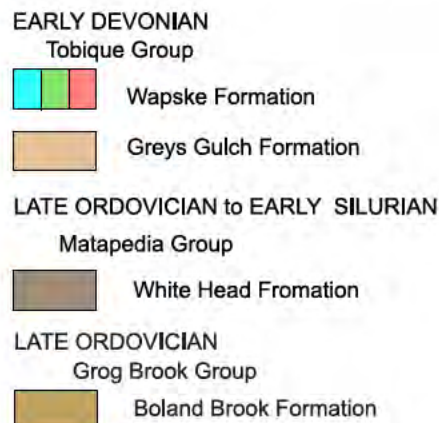 EARLY DEVONIAN
Tobique Group
Wapske Formation
Greys Gulch Formation
LATE ORDOVICIAN to EARLY SILURIAN
Matapedia Group
White Head Fromation
LATE ORDOVICIAN
Grog Brook Group
Boland Brook Formation